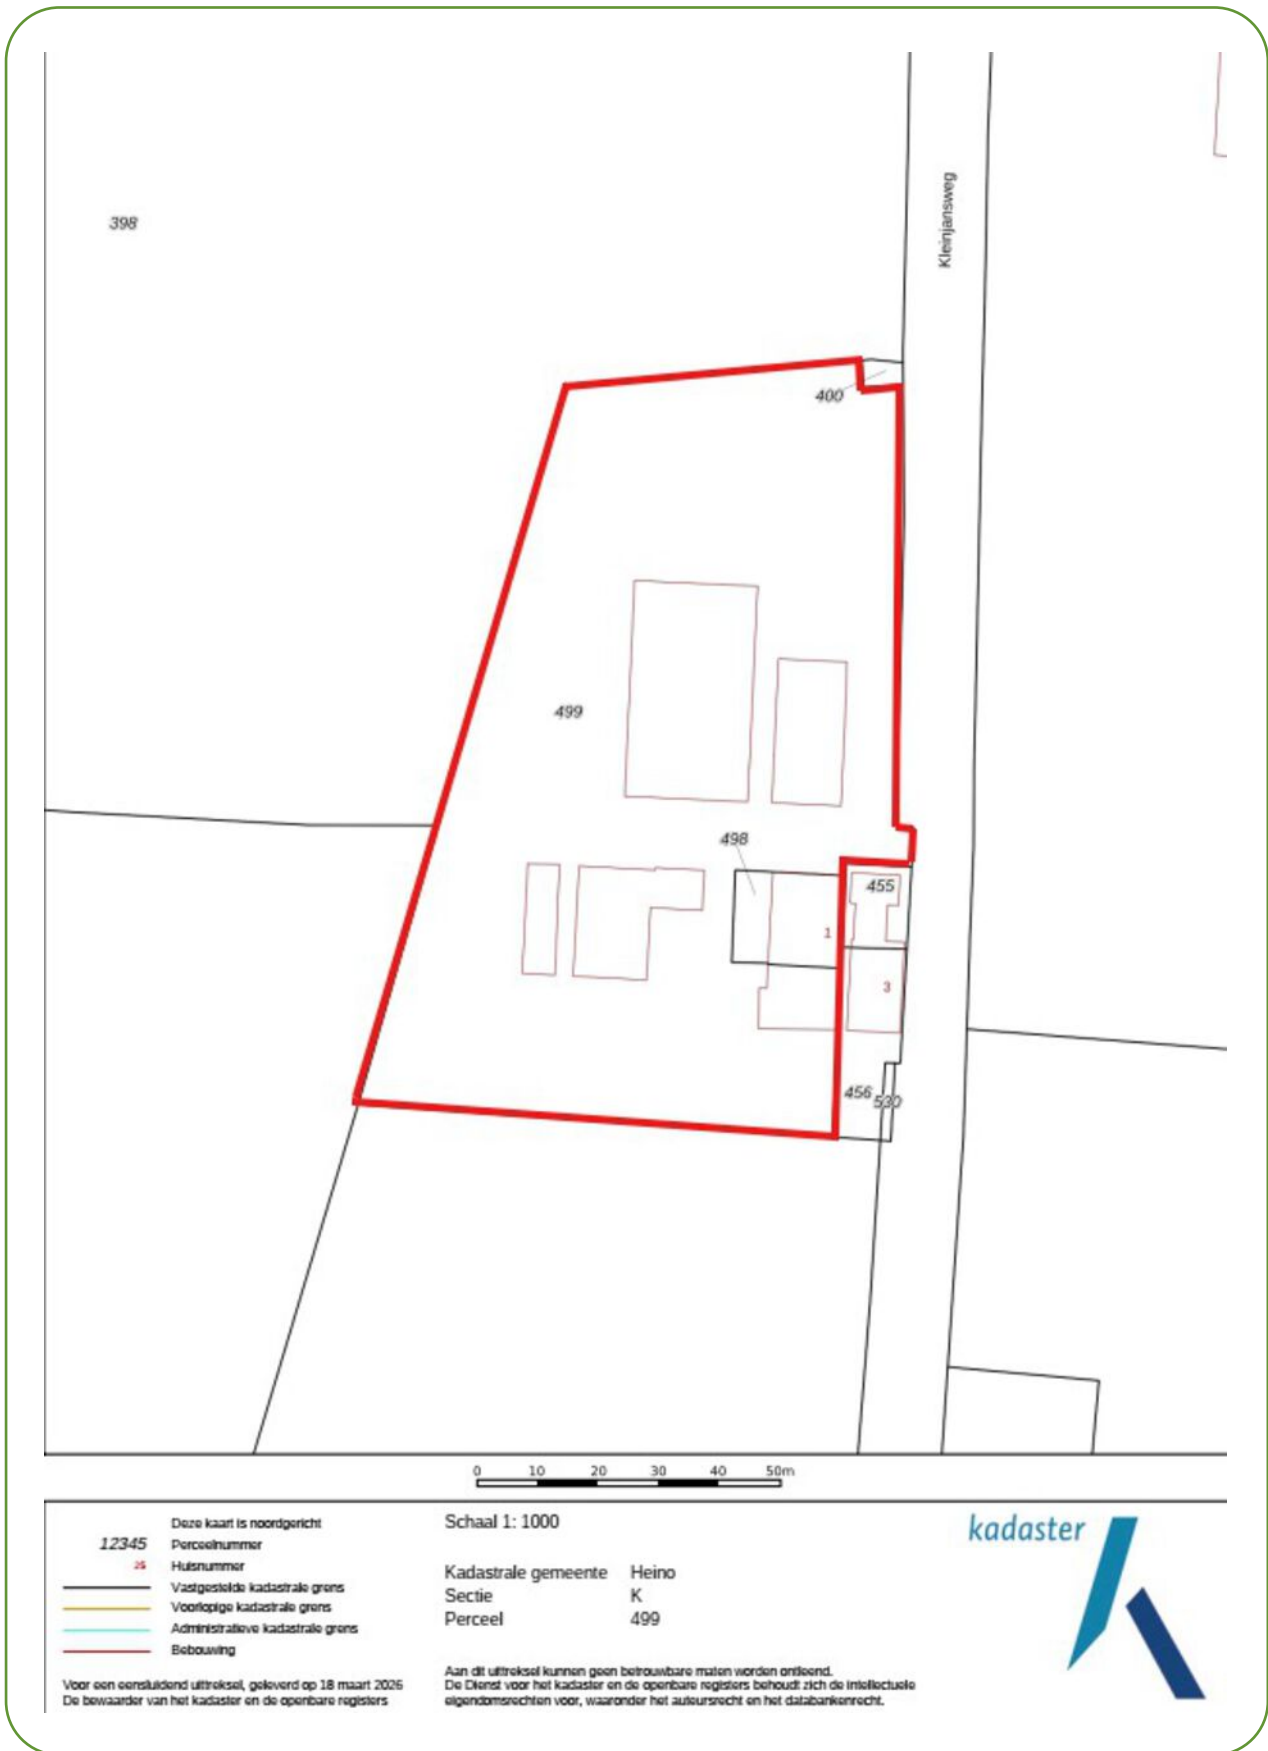 398
Kleinjansweg
400
499
498
455
1
3
456
530
0 10 20 30 40 50m
Deze kaart is noordgericht
12345 Perceelnummer
25 Huisnummer
Vastgestelde kadastrale grens
Voorlopige kadastrale grens
Administratieve kadastrale grens
Bebouwing
Voor een eensluidend uittreksel, geleverd op 18 maart 2026
De bewaarder van het kadaster en de openbare registers
Schaal 1: 1000
Kadastrale gemeente Heino
Sectie K
Perceel 499
Aan dit uittreksel kunnen geen betrouwbare maten worden ontleend.
De Dienst voor het kadaster en de openbare registers behoudt zich de intellectuele
eigendomsrechten voor, waaronder het auteursrecht en het databankenrecht.
kadaster